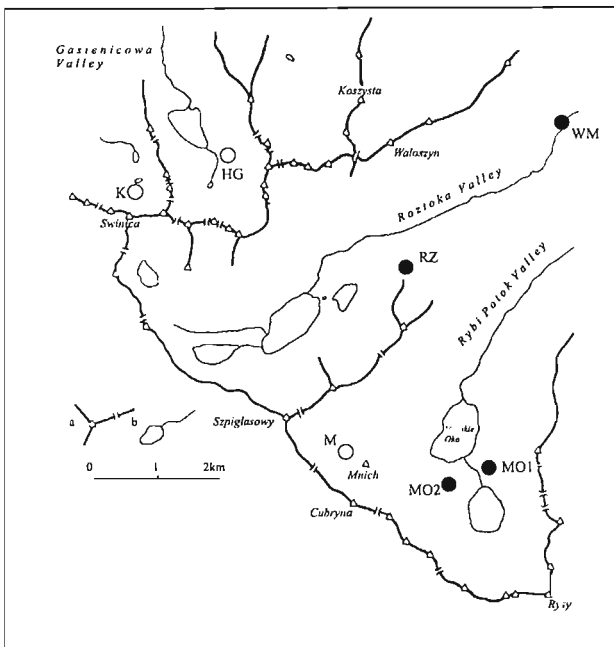 Gasienicowa
Valley
Koszysta
WM
HG
Waloszyn
K
Roztoka Valley
Swinica
RZ
Rybi Potok Valley
Szpiglasowy
a
b
M
Oko
0 1 2km
Mnich
MO1
MO2
Cubryna
Rysy